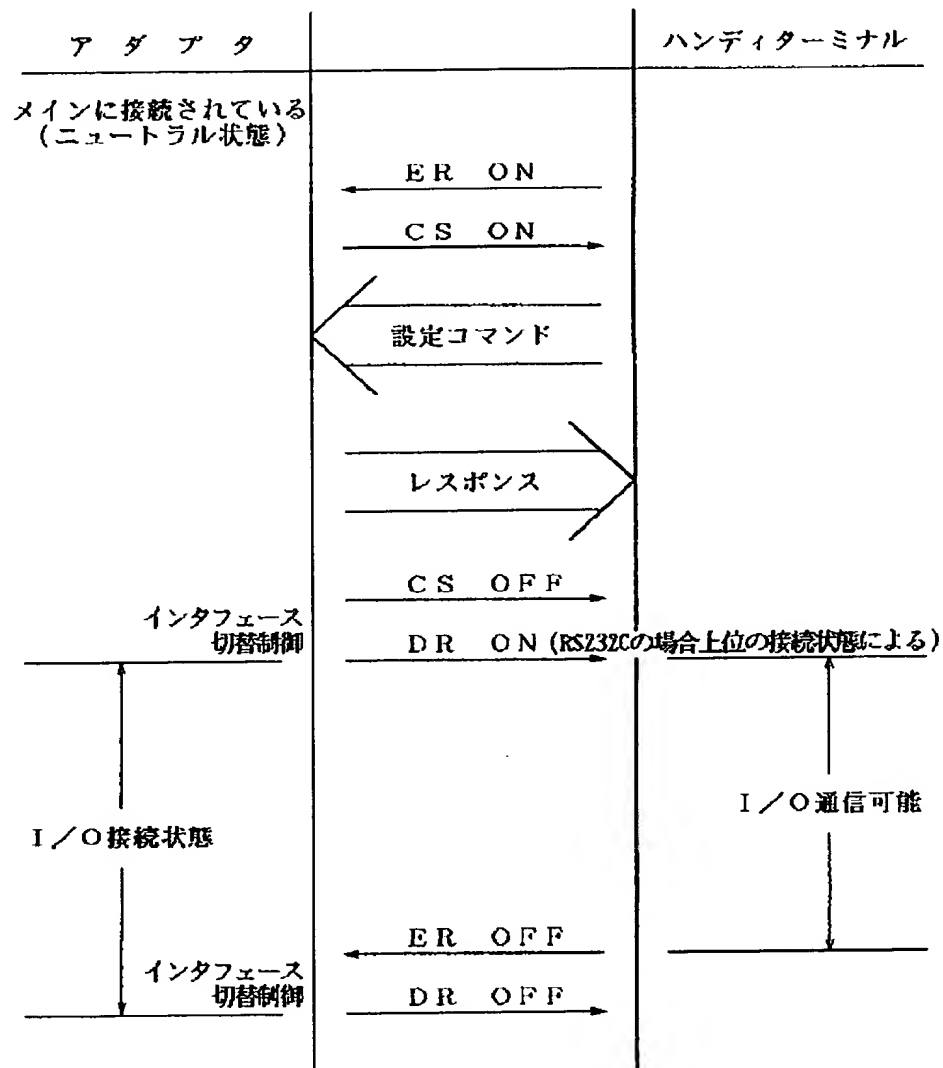 アダプタ
ハンディターミナル
メインに接続されている
(ニュートラル状態)
ER ON
CS ON
設定コマンド
レスポンス
CS OFF
インタフェース
切替制御
DR ON (RS232Cの場合上位の接続状態による)
I/O通信可能
I/O接続状態
ER OFF
インタフェース
切替制御
DR OFF